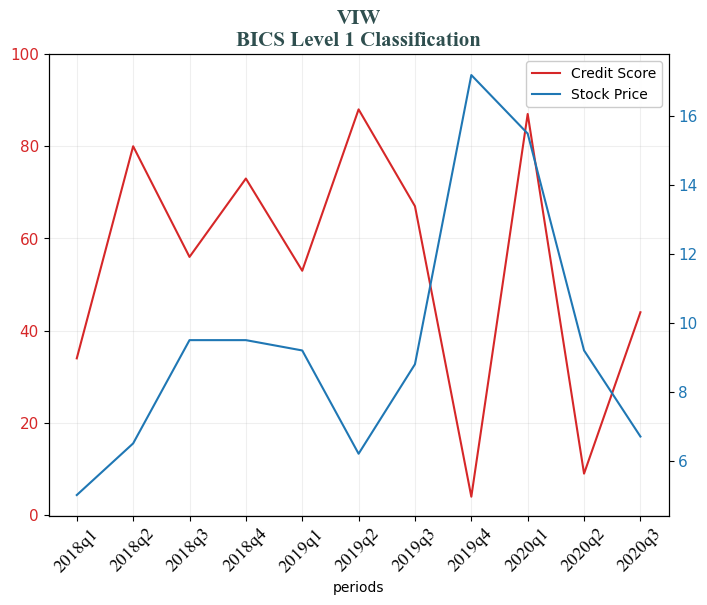 VIW
BICS Level 1 Classification
Credit Score
Stock Price
100
80
60
40
20
0
16
14
12
10
8
6
2018q1
2018q2
2018q3
2018q4
2019q1
2019q2
2019q3
2019q4
2020q1
2020q2
2020q3
periods